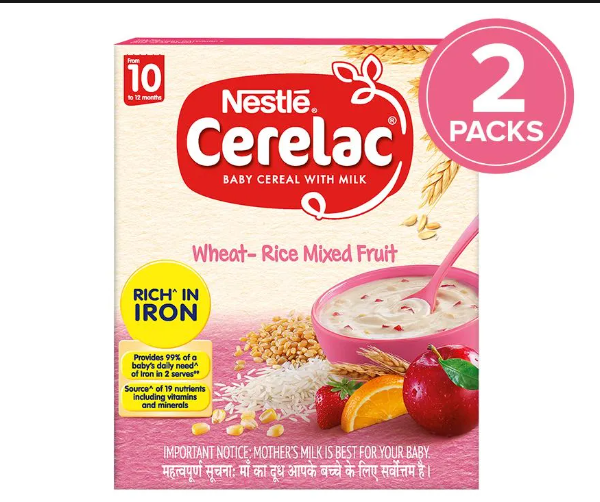 From
10
to 12 months
2
PACKS
Nestlé®
Cerelac®
BABY CEREAL WITH MILK
Wheat- Rice Mixed Fruit
RICH^ IN
IRON
Provides 99% of a
baby's daily need^
of Iron in 2 serves**
Source^ of 19 nutrients
including vitamins
and minerals
IMPORTANT NOTICE: MOTHER'S MILK IS BEST FOR YOUR BABY.
महत्वपूर्ण सूचना: माँ का दूध आपके बच्चे के लिए सर्वोत्तम है।